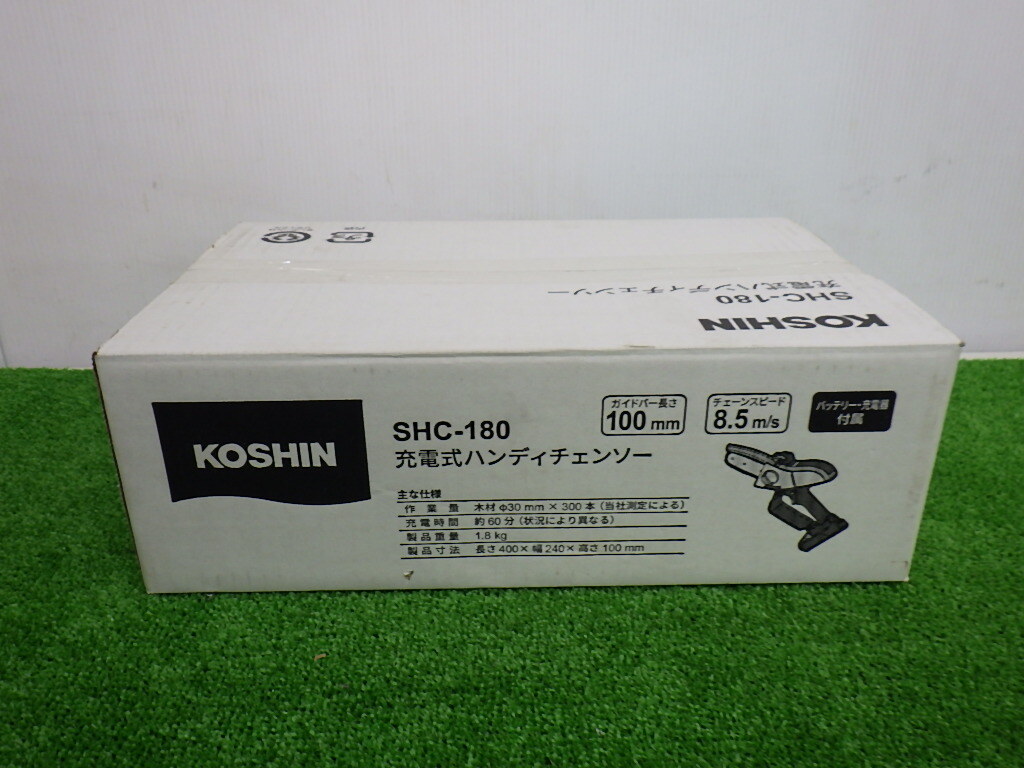 プラ
充電式ハンディチェンソー
SHC-180
KOSHIN
KOSHIN
SHC-180
充電式ハンディチェンソー
ガイドバー長さ
100 mm
チェーンスピード
8.5 m/s
バッテリー・充電器
付属
主な仕様
作業量 木材 φ30 mm × 300 本（当社測定による）
充電時間 約 60 分（状況により異なる）
製品重量 1.8 kg
製品寸法 長さ 400 × 幅 240 × 高さ 100 mm